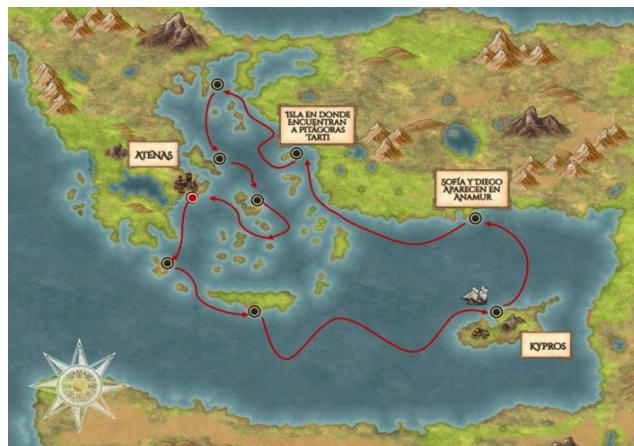 Isla en donde
encuentran
a Pitágoras
Tarti
Atenas
Sofía y Diego
aparecen en
Anamur
Kypros